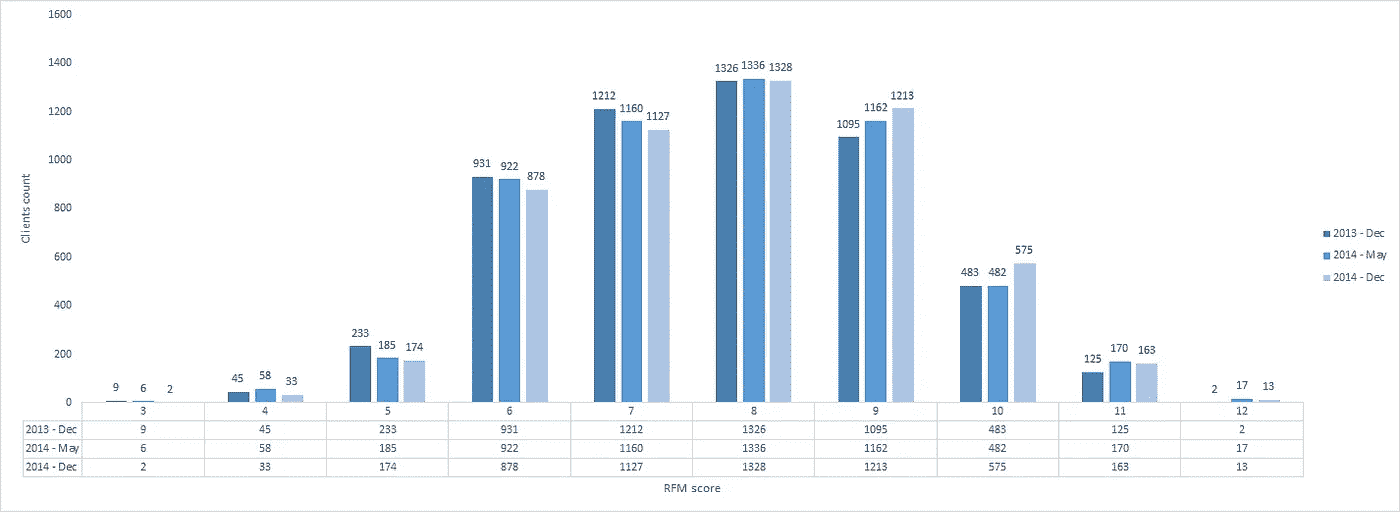 1600
1400
1200
1000
800
600
400
200
0
Clients count
9 6 2
45 58 33
233 185 174
931 922 878
1212 1160 1127
1326 1336 1328
1095 1162 1213
483 482 575
125 170 163
2 17 13
2013 - Dec
2014 - May
2014 - Dec
3 4 5 6 7 8 9 10 11 12
2013 - Dec 9 45 233 931 1212 1326 1095 483 125 2
2014 - May 6 58 185 922 1160 1336 1162 482 170 17
2014 - Dec 2 33 174 878 1127 1328 1213 575 163 13
RFM score